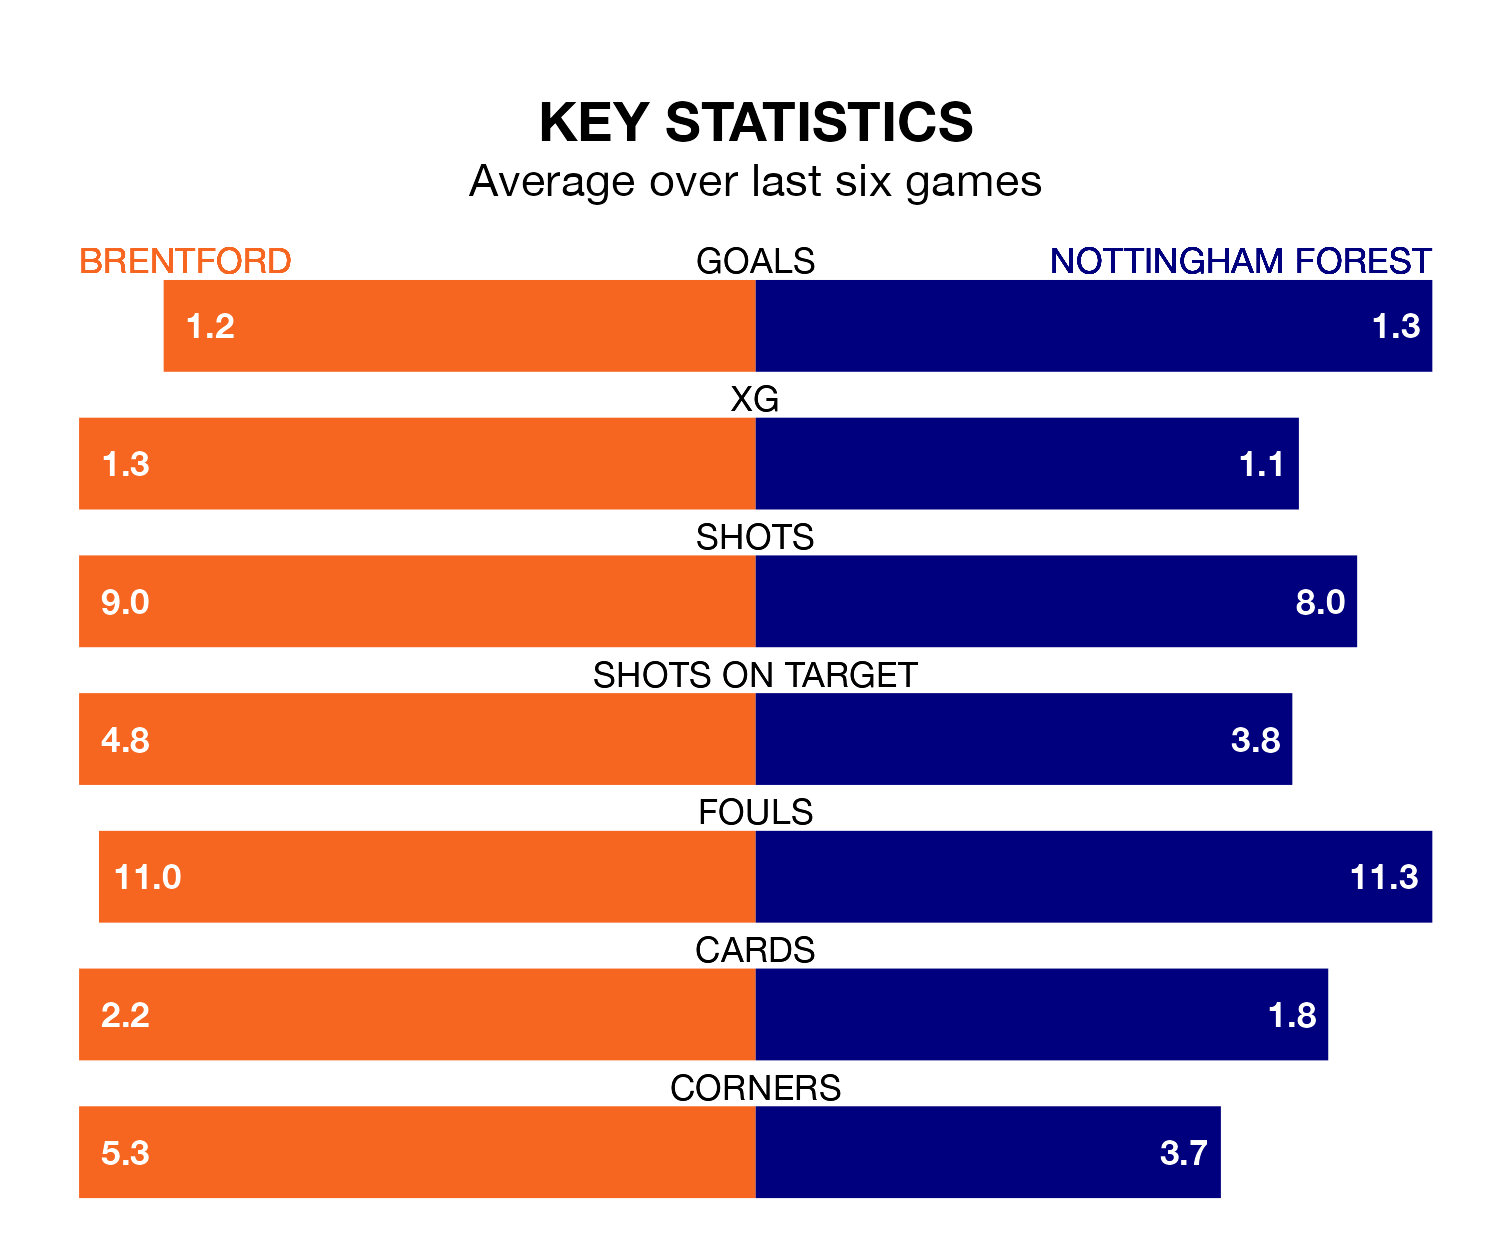 KEY STATISTICS
Average over last six games
BRENTFORD GOALS NOTTINGHAM FOREST
1.2 1.3
XG
1.3 1.1
SHOTS
9.0 8.0
SHOTS ON TARGET
4.8 3.8
FOULS
11.0 11.3
CARDS
2.2 1.8
CORNERS
5.3 3.7